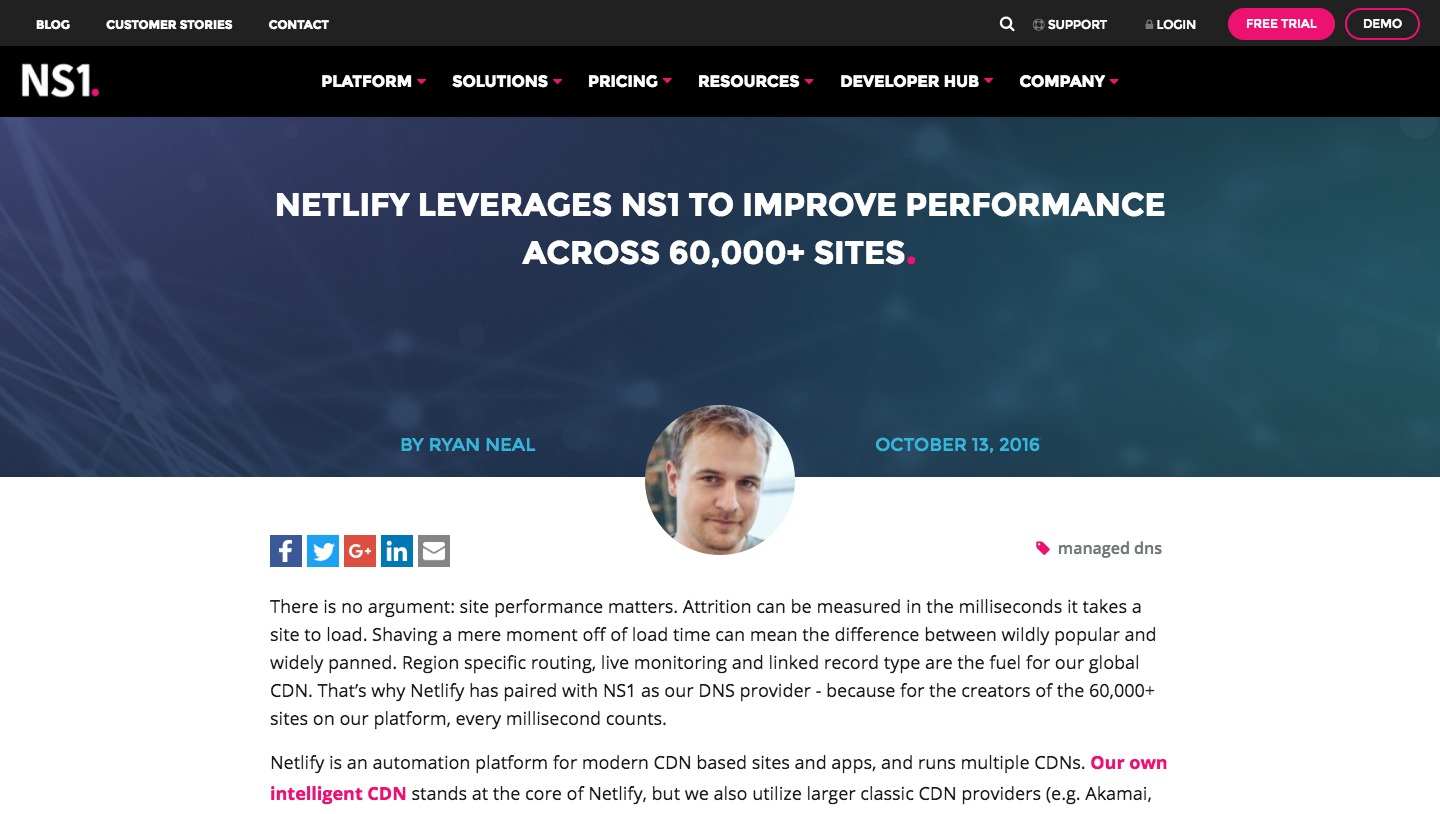 BLOG CUSTOMER STORIES CONTACT SUPPORT LOGIN FREE TRIAL DEMO
NS1.
PLATFORM SOLUTIONS PRICING RESOURCES DEVELOPER HUB COMPANY
NETLIFY LEVERAGES NS1 TO IMPROVE PERFORMANCE
ACROSS 60,000+ SITES.
BY RYAN NEAL OCTOBER 13, 2016
f G+ in managed dns
There is no argument: site performance matters. Attrition can be measured in the milliseconds it takes a
site to load. Shaving a mere moment off of load time can mean the difference between wildly popular and
widely panned. Region specific routing, live monitoring and linked record type are the fuel for our global
CDN. That’s why Netlify has paired with NS1 as our DNS provider - because for the creators of the 60,000+
sites on our platform, every millisecond counts.
Netlify is an automation platform for modern CDN based sites and apps, and runs multiple CDNs. Our own
intelligent CDN stands at the core of Netlify, but we also utilize larger classic CDN providers (e.g. Akamai,